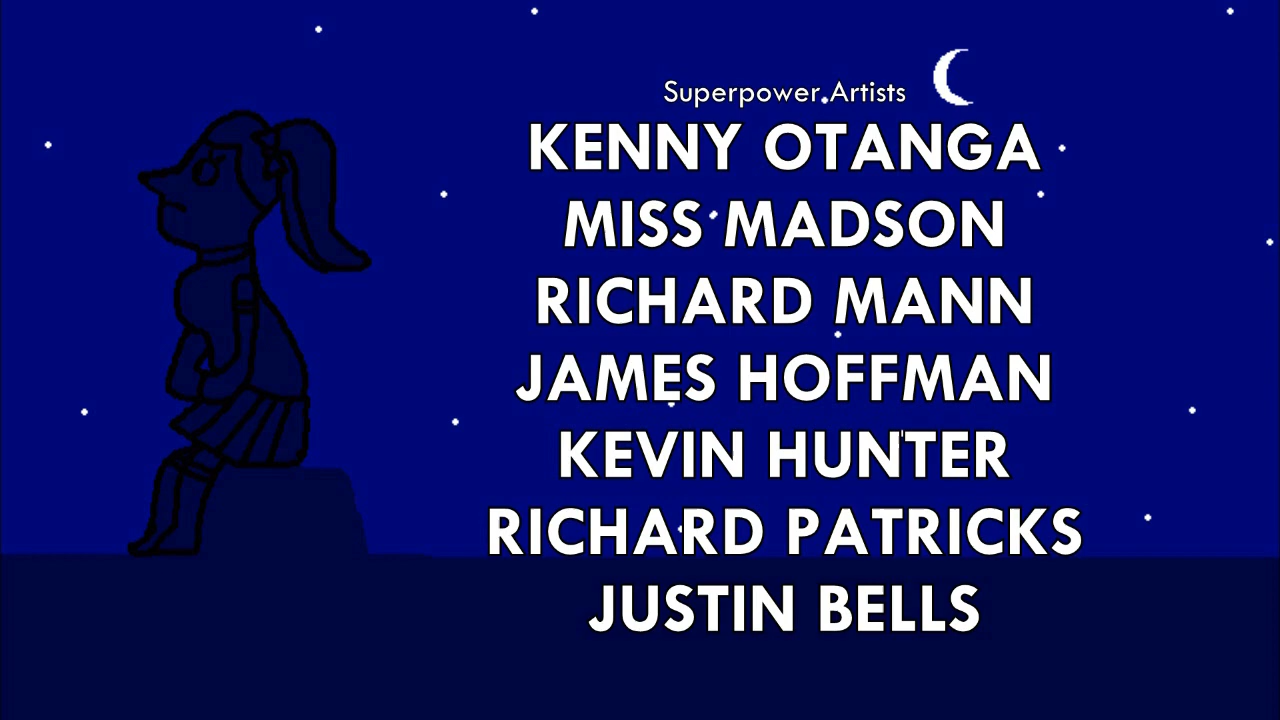 Superpower Artists
KENNY OTANGA
MISS MADSON
RICHARD MANN
JAMES HOFFMAN
KEVIN HUNTER
RICHARD PATRICKS
JUSTIN BELLS